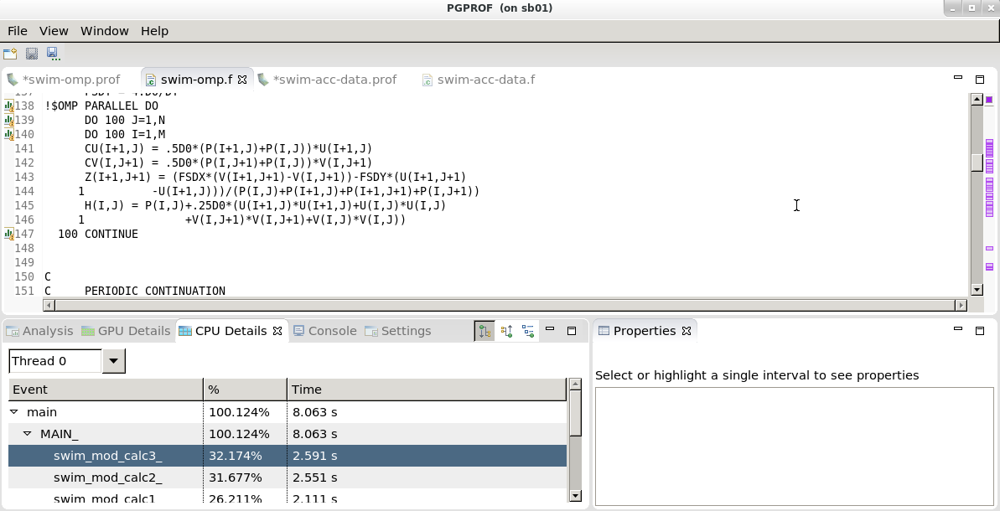 PGPROF (on sb01)
File View Window Help
*swim-omp.prof swim-omp.f *swim-acc-data.prof swim-acc-data.f
137 FSDY = 4.D0/DY
138 !$OMP PARALLEL DO
139 DO 100 J=1,N
140 DO 100 I=1,M
141 CU(I+1,J) = .5D0*(P(I+1,J)+P(I,J))*U(I+1,J)
142 CV(I,J+1) = .5D0*(P(I,J+1)+P(I,J))*V(I,J+1)
143 Z(I+1,J+1) = (FSDX*(V(I+1,J+1)-V(I,J+1))-FSDY*(U(I+1,J+1)
144 1 -U(I+1,J)))/(P(I,J)+P(I+1,J)+P(I+1,J+1)+P(I,J+1))
145 H(I,J) = P(I,J)+.25D0*(U(I+1,J)*U(I+1,J)+U(I,J)*U(I,J)
146 1 +V(I,J+1)*V(I,J+1)+V(I,J)*V(I,J))
147 100 CONTINUE
148
149
150 C
151 C PERIODIC CONTINUATION
Analysis GPU Details CPU Details Console Settings
Properties
Thread 0
Select or highlight a single interval to see properties
Event % Time
main 100.124% 8.063 s
MAIN_ 100.124% 8.063 s
swim_mod_calc3_ 32.174% 2.591 s
swim_mod_calc2_ 31.677% 2.551 s
swim_mod_calc1_ 26.211% 2.111 s